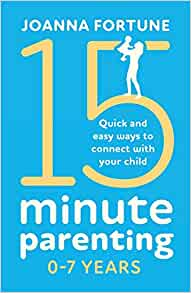 JOANNA FORTUNE
15
Quick and
easy ways to
connect with
your child
minute
parenting
0-7 YEARS